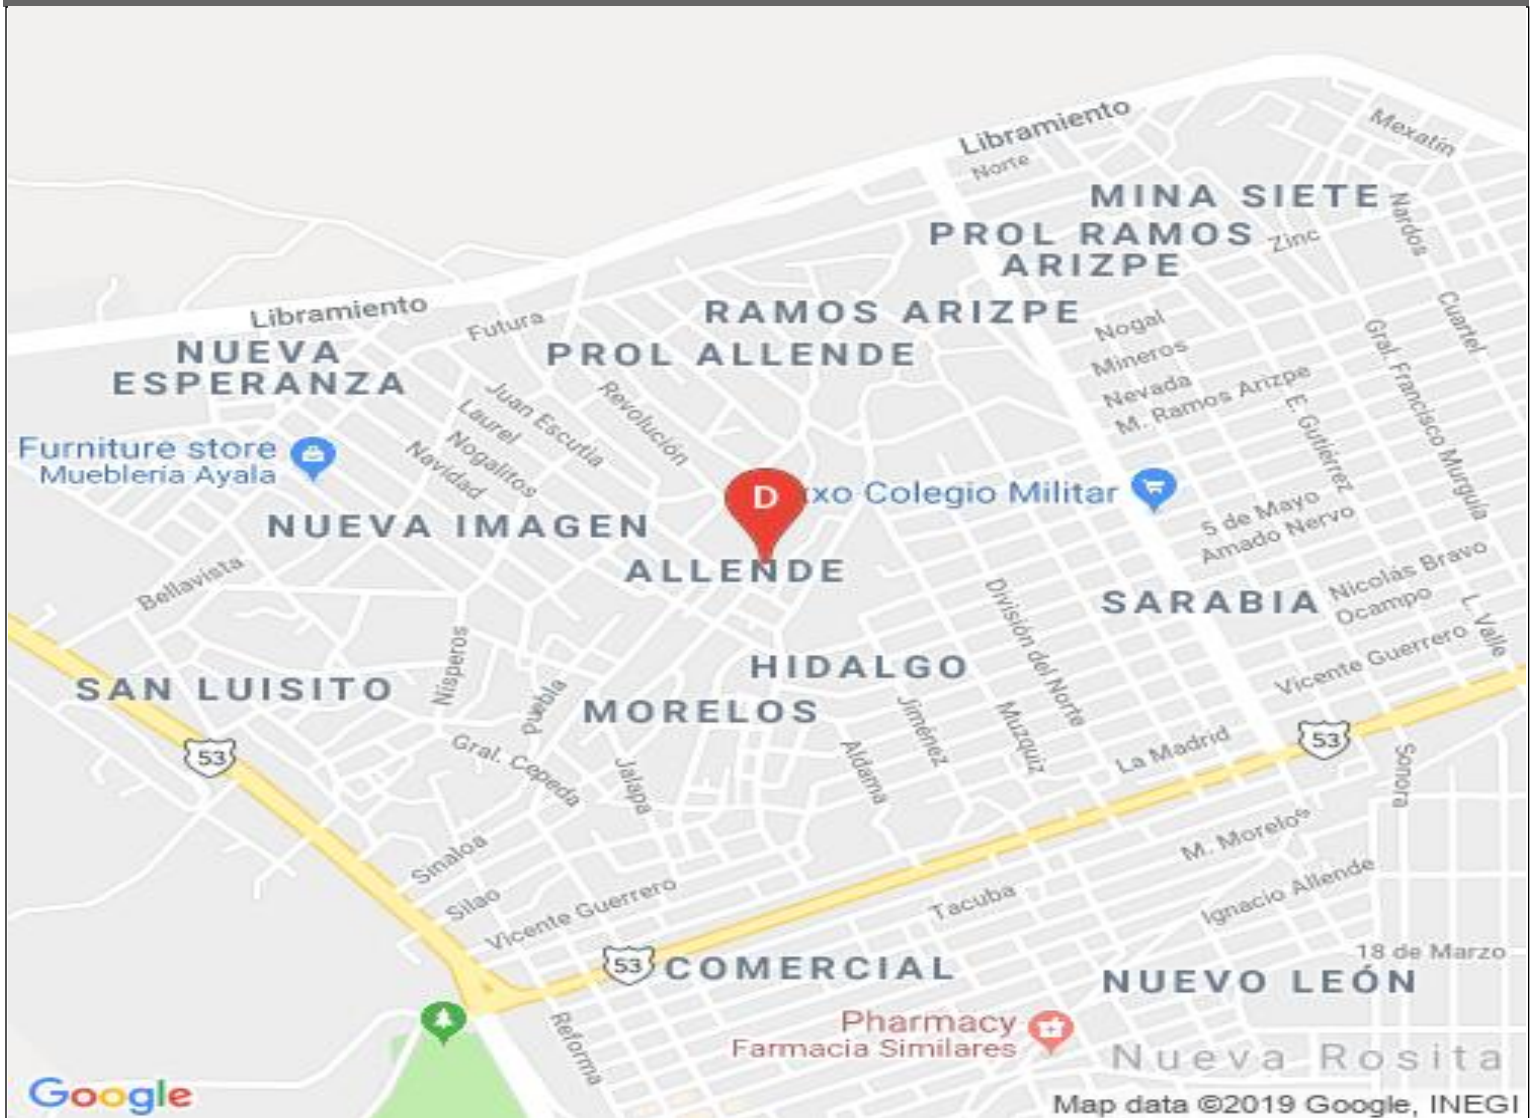 Libramiento
Norte
Mexatín
MINA SIETE
Nardos
PROL RAMOS
ARIZPE
Zinc
Libramiento
Futura
RAMOS ARIZPE
Nogal
Cuartel
Gral. Francisco Murguía
NUEVA
ESPERANZA
PROL ALLENDE
Mineros
Nevada
M. Ramos Arizpe
Juan Escutia
Revolución
Laurel
Nogalitos
Navidad
E. Gutiérrez
Furniture store
Mueblería Ayala
D
xo Colegio Militar
5 de Mayo
Amado Nervo
NUEVA IMAGEN
ALLENDE
Bellavista
División del Norte
SARABIA
Nicolás Bravo
Ocampo
L. Valle
Vicente Guerrero
Nísperos
HIDALGO
SAN LUISITO
Puebla
MORELOS
Jiménez
Muzquiz
53
Gral. Cepeda
Jalapa
Aldama
La Madrid
53
Sonora
Sinaloa
M. Morelos
Silao
Vicente Guerrero
Tacuba
Ignacio Allende
53
COMERCIAL
18 de Marzo
NUEVO LEÓN
Reforma
Pharmacy
Farmacia Similares
Nueva Rosita
Google
Map data ©2019 Google, INEGI